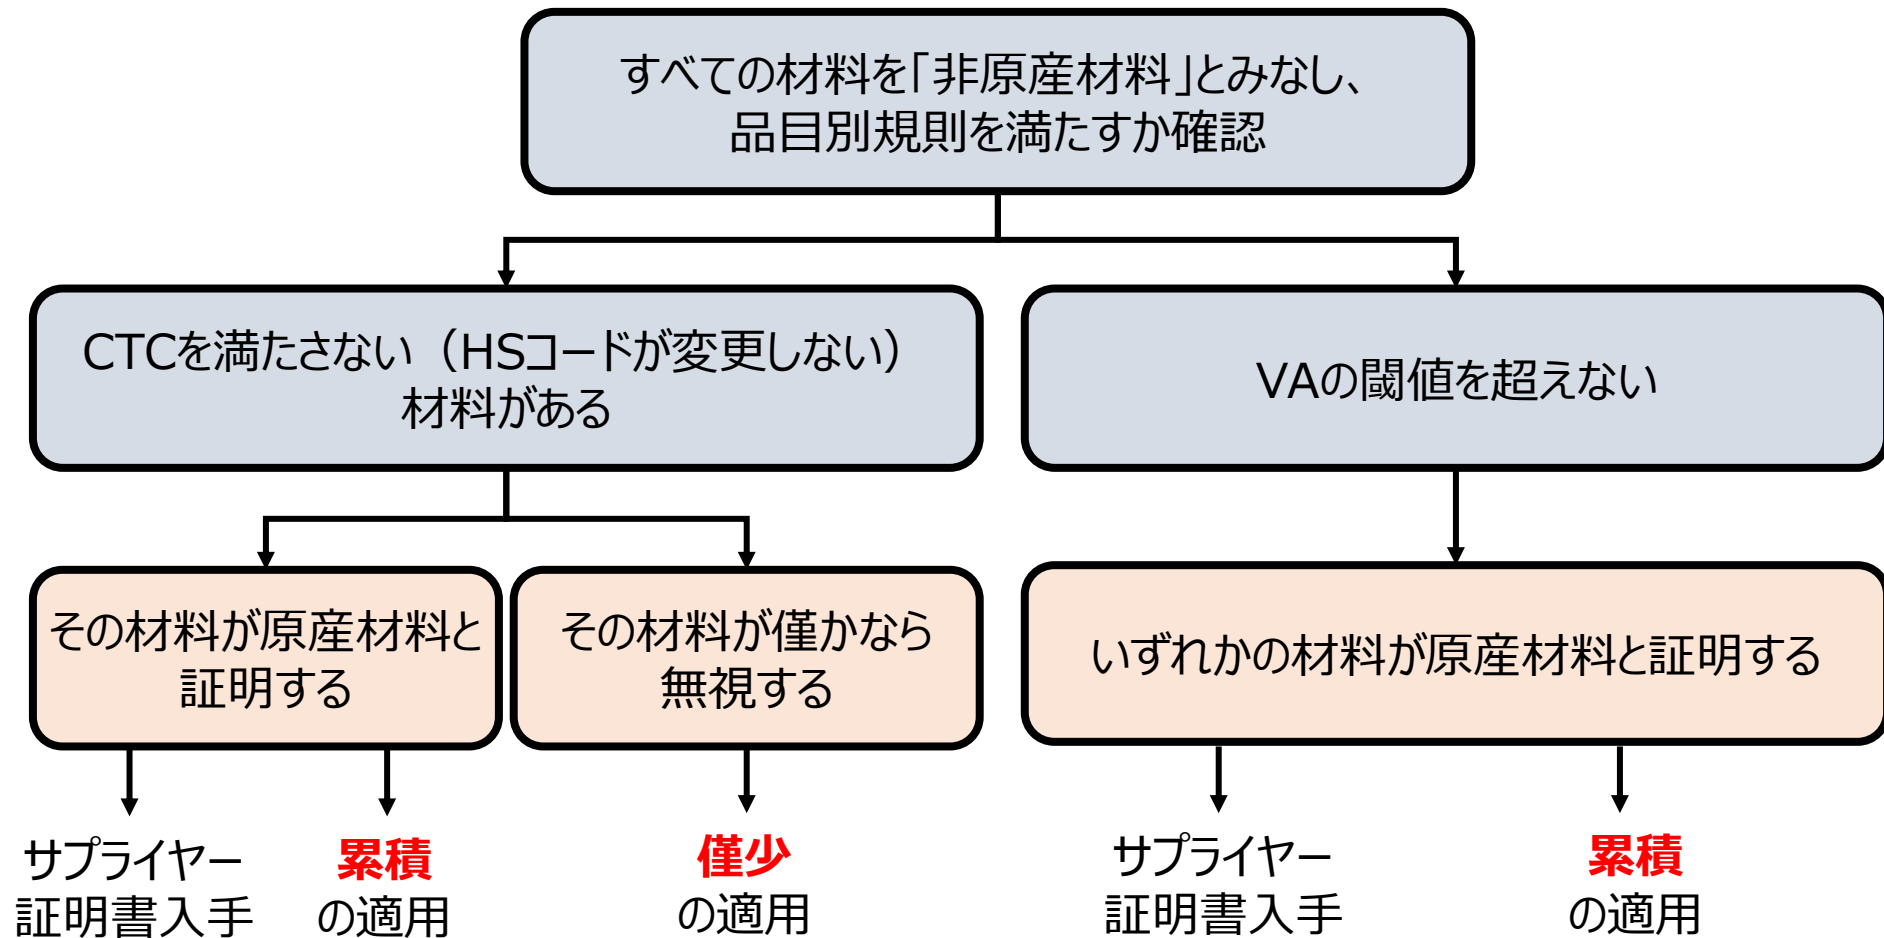 すべての材料を「非原産材料」とみなし、
品目別規則を満たすか確認
CTCを満たさない（HSコードが変更しない）
材料がある
VAの閾値を超えない
その材料が原産材料と
証明する
その材料が僅かなら
無視する
いずれかの材料が原産材料と証明する
サプライヤー
証明書入手
累積
の適用
僅少
の適用
サプライヤー
証明書入手
累積
の適用